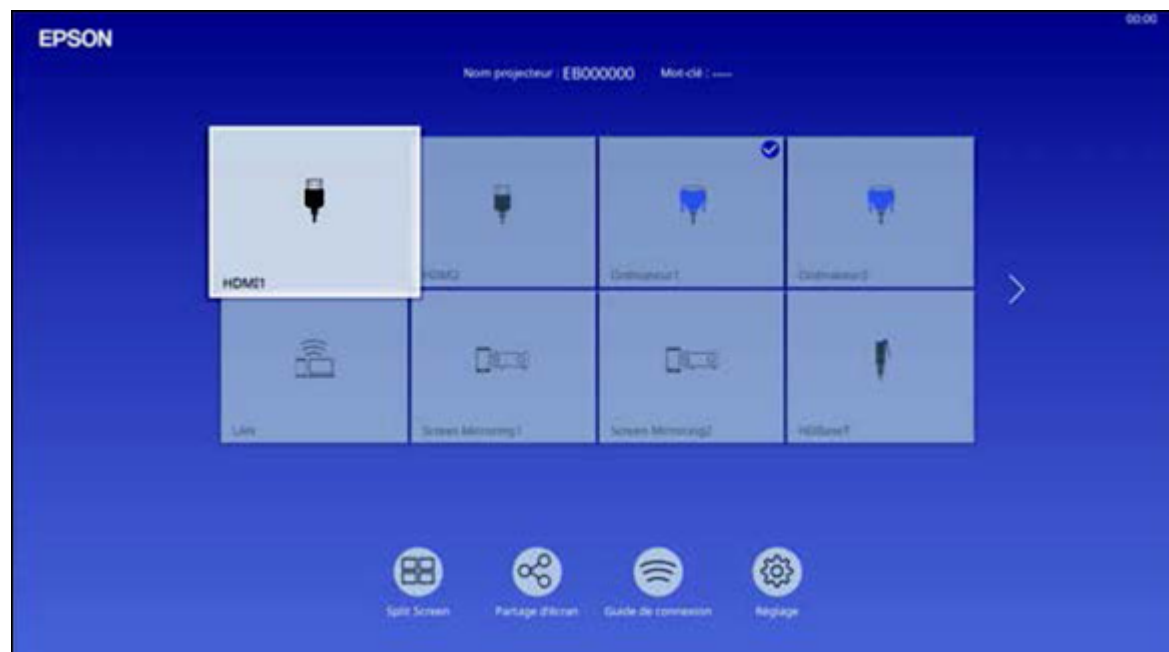 00:00
EPSON
Nom projecteur : EB000000 Mot-clé : ----
HDMI1
HDMI2
Ordinateur1
Ordinateur2
LAN
Screen Mirroring1
Screen Mirroring2
HDBaseT
Split Screen
Partage d'écran
Guide de connexion
Réglage